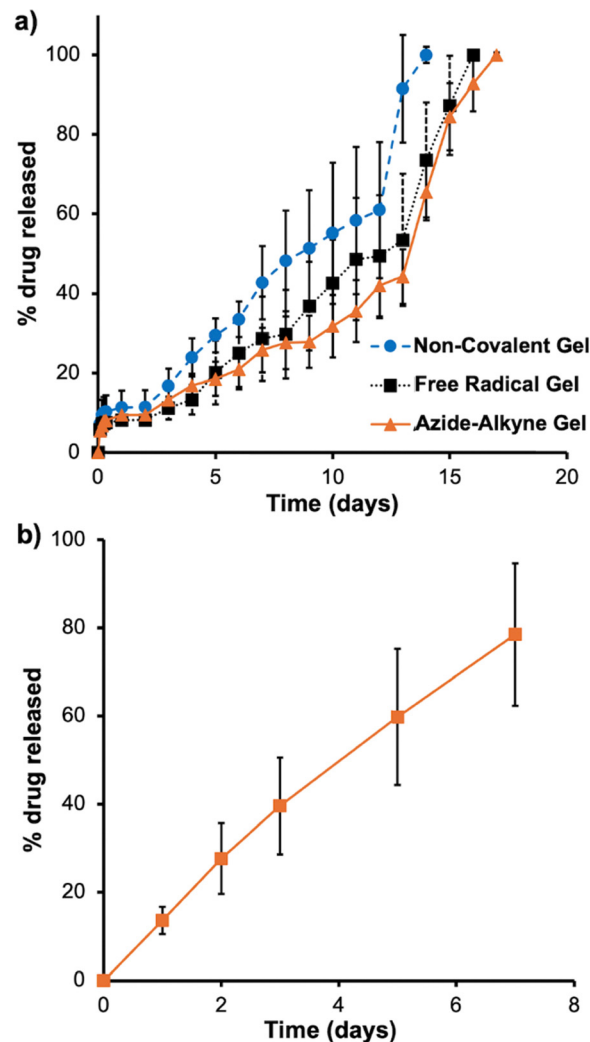 a)
% drug released
100
80
60
40
20
0
0
5
10
15
20
Time (days)
Non-Covalent Gel
Free Radical Gel
Azide-Alkyne Gel
b)
% drug released
100
80
60
40
20
0
0
2
4
6
8
Time (days)